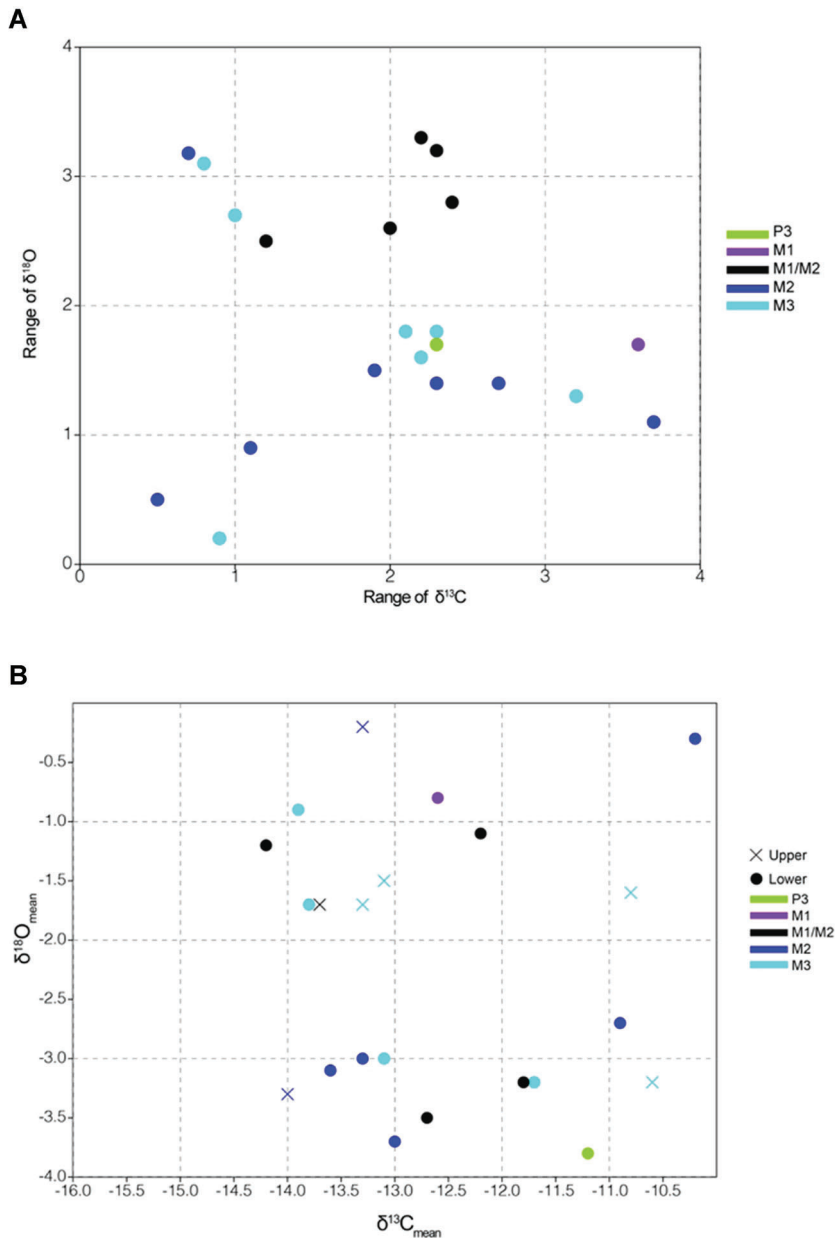 A
4
3
2
1
0
Range of δ¹⁸O
0 1 2 3 4
Range of δ¹³C
P3
M1
M1/M2
M2
M3
B
-0.5
-1.0
-1.5
-2.0
-2.5
-3.0
-3.5
-4.0
δ¹⁸Omean
-16.0 -15.5 -15.0 -14.5 -14.0 -13.5 -13.0 -12.5 -12.0 -11.5 -11.0 -10.5
δ¹³Cmean
Upper
Lower
P3
M1
M1/M2
M2
M3